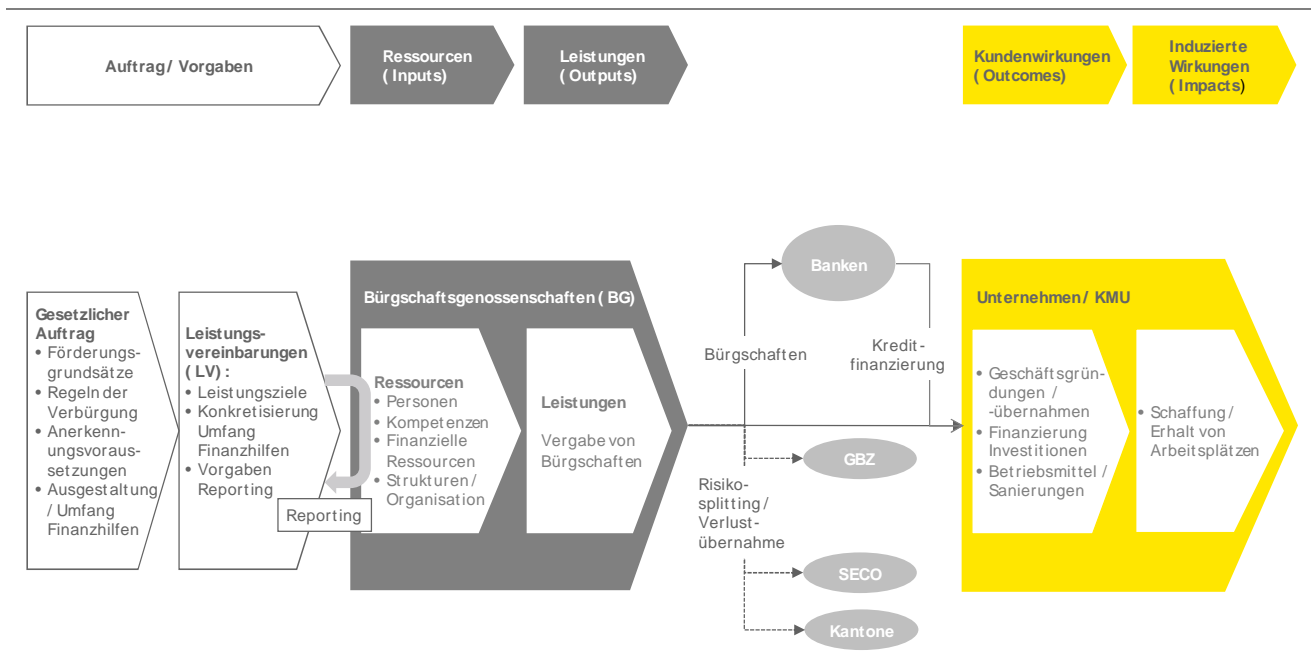 Auftrag / Vorgaben
Ressourcen
( Inputs)
Leistungen
( Outputs)
Kundenwirkungen
( Outcomes)
Induzierte
Wirkungen
( Impacts)
Gesetzlicher
Auftrag
• Förderungs-
grundsätze
• Regeln der
Verbürgung
• Anerkenn-
ungsvoraus-
setzungen
• Ausgestaltung
/ Umfang
Finanzhilfen
Leistungs-
vereinbarungen
( LV) :
• Leistungsziele
• Konkretisierung
Umfang
Finanzhilfen
• Vorgaben
Reporting
Reporting
Bürgschaftsgenossenschaften ( BG)
Ressourcen
• Personen
• Kompetenzen
• Finanzielle
Ressourcen
• Strukturen /
Organisation
Leistungen
Vergabe von
Bürgschaften
Banken
Bürgschaften
Kredit-
finanzierung
GBZ
Risiko-
splitting /
Verlust-
übernahme
SECO
Kantone
Unternehmen / KMU
• Geschäftsgrün-
dungen /
-übernahmen
• Finanzierung
Investitionen
• Betriebsmittel /
Sanierungen
• Schaffung /
Erhalt von
Arbeitsplätzen